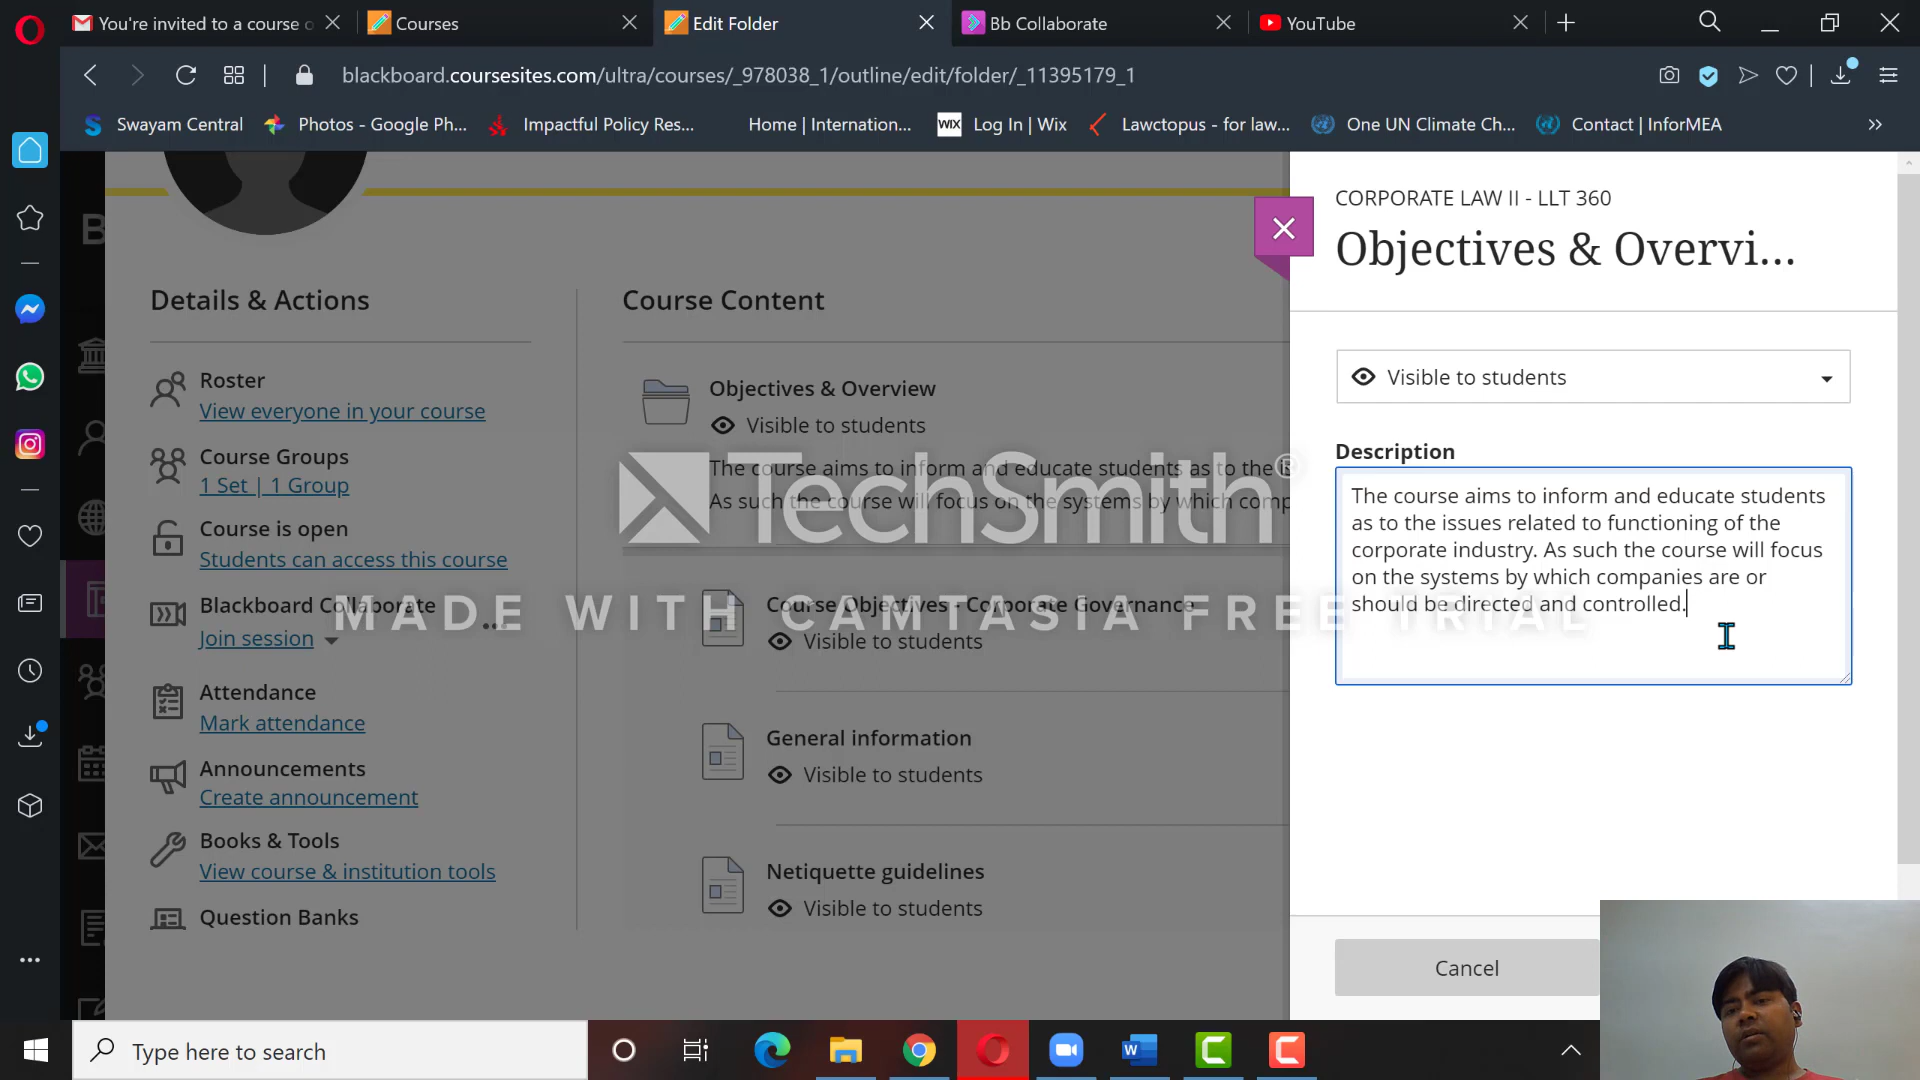 You're invited to a course o
Courses
Edit Folder
Bb Collaborate
YouTube
blackboard.coursesites.com/ultra/courses/_978038_1/outline/edit/folder/_11395179_1
Swayam Central
Photos - Google Ph...
Impactful Policy Res...
Home | Internation...
WIX
Log In | Wix
Lawctopus - for law...
One UN Climate Ch...
Contact | InforMEA
B
CORPORATE LAW II - LLT 360
Objectives & Overvi...
Details & Actions
Roster
View everyone in your course
Course Groups
1 Set | 1 Group
Course is open
Students can access this course
Blackboard Collaborate
Join session
Attendance
Mark attendance
Announcements
Create announcement
Books & Tools
View course & institution tools
Question Banks
Course Content
Objectives & Overview
Visible to students
The course aims to inform and educate students as to the i
As such the course will focus on the systems by which comp
Course Objectives - Corporate Governance
Visible to students
General information
Visible to students
Netiquette guidelines
Visible to students
Visible to students
Description
The course aims to inform and educate students
as to the issues related to functioning of the
corporate industry. As such the course will focus
on the systems by which companies are or
should be directed and controlled.
Cancel
TechSmith®
MADE WITH CAMTASIA FREE TRIAL
Type here to search
W